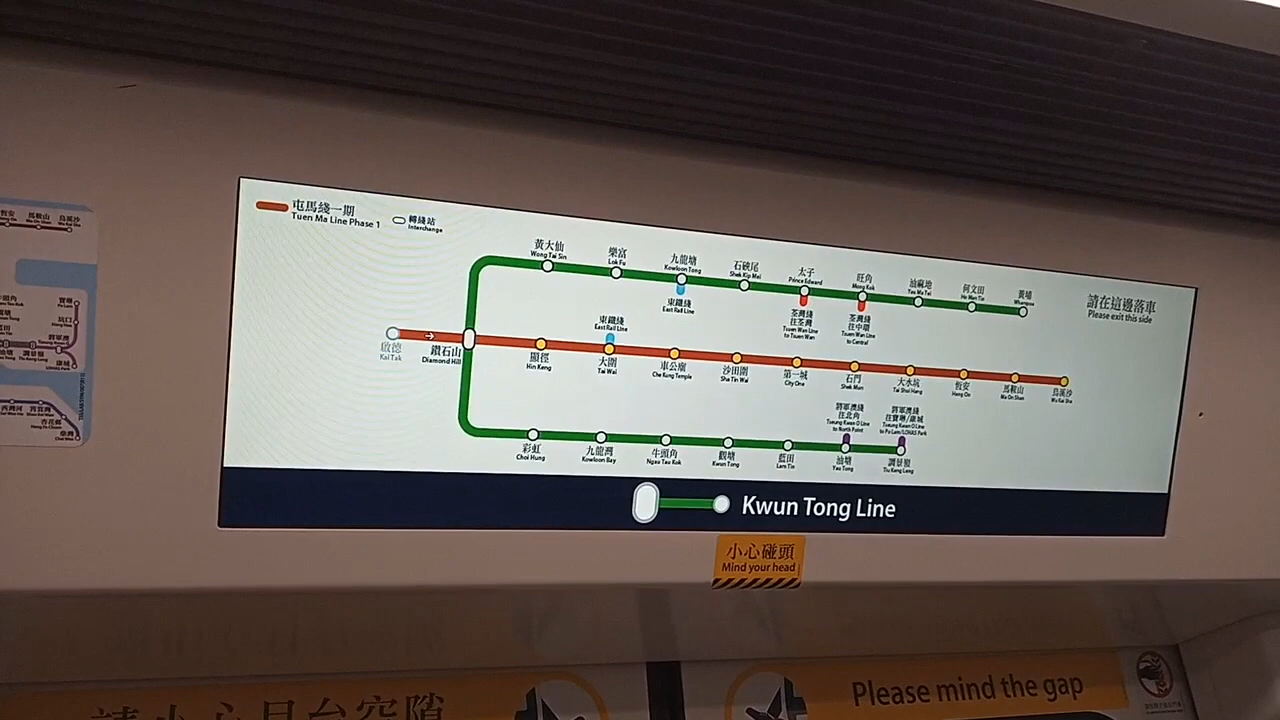 屯馬綫一期
Tuen Ma Line Phase 1
轉綫站
Interchange
黃大仙
Wong Tai Sin
樂富
Lok Fu
九龍塘
Kowloon Tong
東鐵綫
East Rail Line
石硤尾
Shek Kip Mei
太子
Prince Edward
荃灣綫
往荃灣
Tsuen Wan Line
to Tsuen Wan
旺角
Mong Kok
荃灣綫
往中環
Tsuen Wan Line
to Central
油麻地
Yau Ma Tei
何文田
Ho Man Tin
黃埔
Whampoa
請在這邊落車
Please exit this side
啟德
Kai Tak
鑽石山
Diamond Hill
顯徑
Hin Keng
東鐵綫
East Rail Line
大圍
Tai Wai
車公廟
Che Kung Temple
沙田圍
Sha Tin Wai
第一城
City One
石門
Shek Mun
大水坑
Tai Shui Hang
恆安
Heng On
馬鞍山
Ma On Shan
烏溪沙
Wu Kai Sha
彩虹
Choi Hung
九龍灣
Kowloon Bay
牛頭角
Ngau Tau Kok
觀塘
Kwun Tong
藍田
Lam Tin
將軍澳綫
往北角
Tseung Kwan O Line
to North Point
油塘
Yau Tong
將軍澳綫
往寶琳/康城
Tseung Kwan O Line
to Po Lam/LOHAS Park
調景嶺
Tiu Keng Leng
Kwun Tong Line
小心碰頭
Mind your head
請小心月台空隙
Please mind the gap